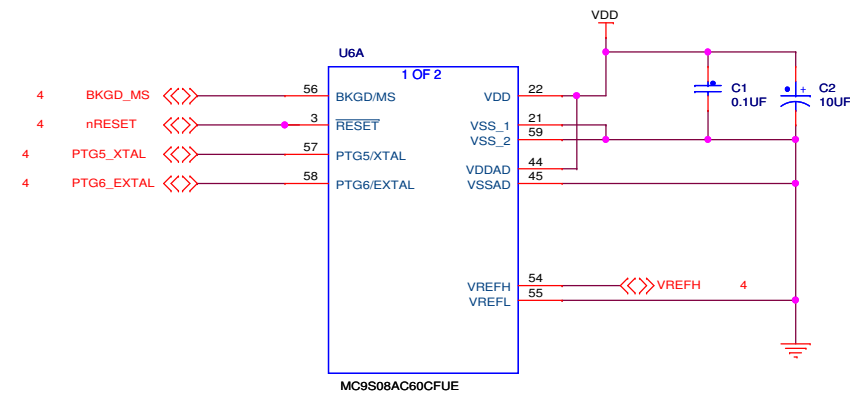 VDD
U6A
1 OF 2
4 BKGD_MS 56 BKGD/MS VDD 22
C1 0.1UF
C2 10UF
+
4 nRESET 3 RESET VSS_1 21
VSS_2 59
4 PTG5_XTAL 57 PTG5/XTAL
VDDAD 44
4 PTG6_EXTAL 58 PTG6/EXTAL VSSAD 45
VREFH 54 VREFH 4
VREFL 55
MC9S08AC60CFUE